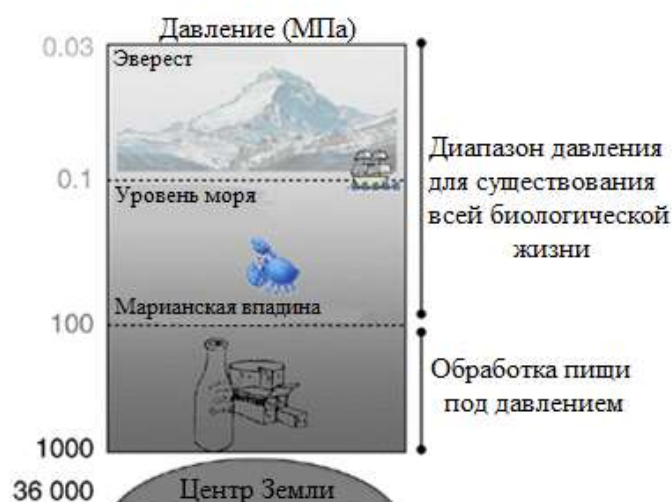 Давление (МПа)
0.03
Эверест
0.1
Уровень моря
Диапазон давления
для существования
всей биологической
жизни
Марианская впадина
100
Обработка пищи
под давлением
1000
36 000
Центр Земли